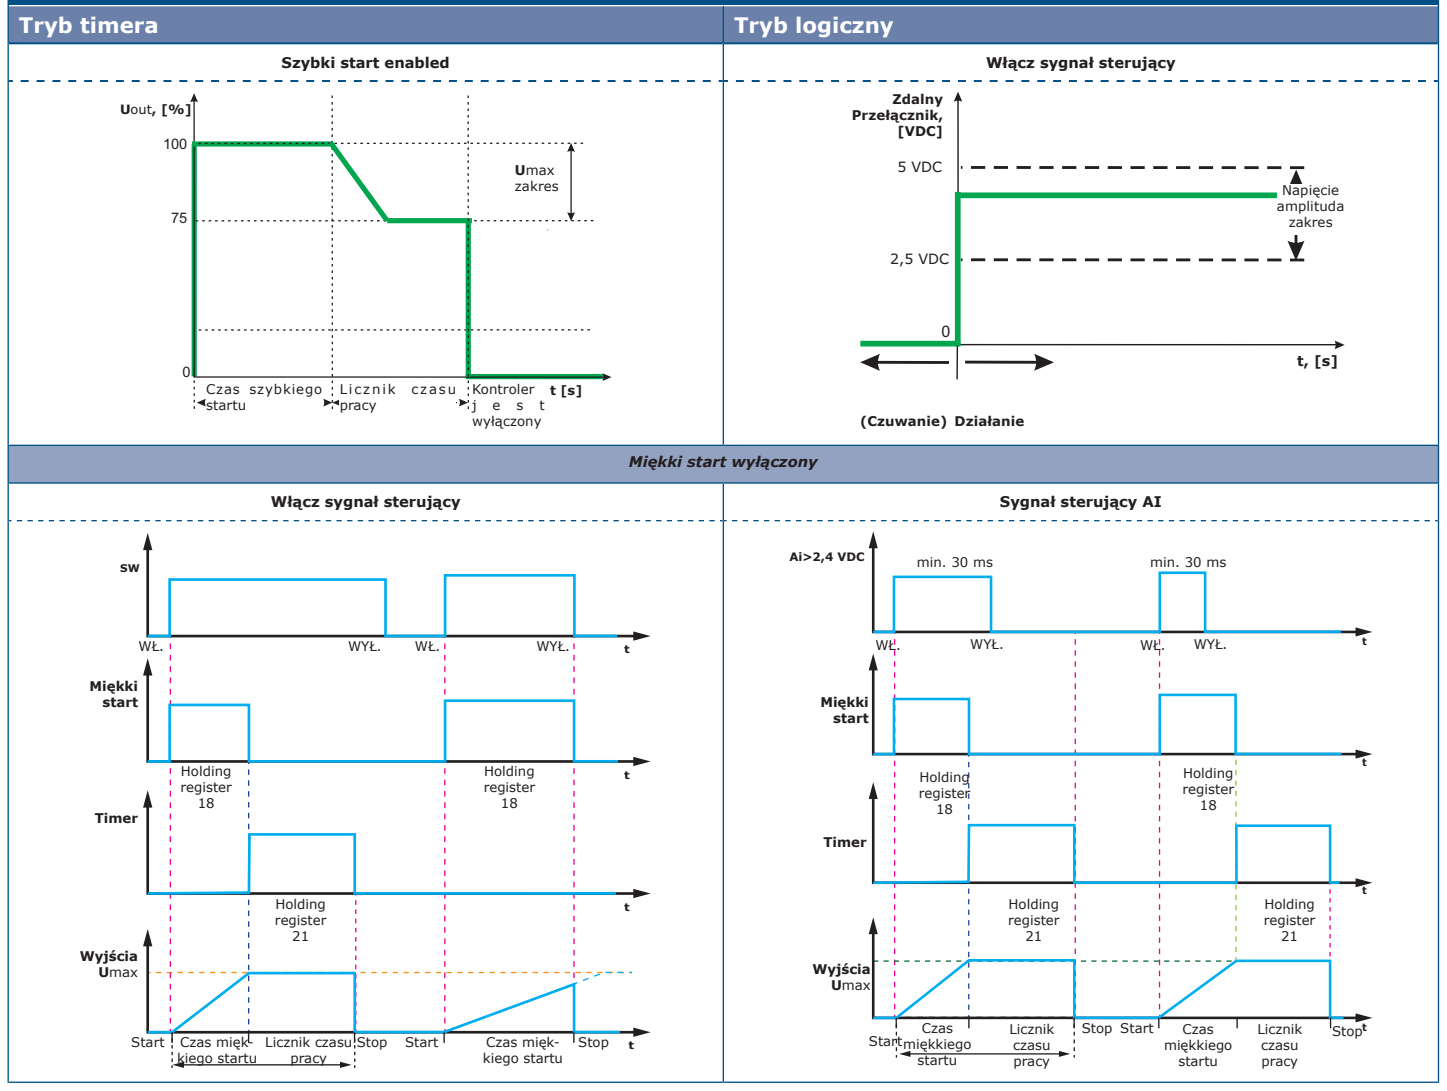 Tryb timera
Tryb logiczny
Szybki start enabled
Uout, [%]
100
75
0
Umax
zakres
Czas szybkiego
startu
Licznik czasu
pracy
Kontroler
j e s t
wyłączony
t [s]
Włącz sygnał sterujący
Zdalny
Przełącznik,
[VDC]
5 VDC
2,5 VDC
0
Napięcie
amplituda
zakres
t, [s]
(Czuwanie) Działanie
Miękki start wyłączony
Włącz sygnał sterujący
sw
WŁ.
WYŁ.
WŁ.
WYŁ.
t
Miękki
start
Holding
register
18
Holding
register
18
t
Timer
Holding
register
21
t
Wyjścia
Umax
Start
Czas mięk-
kiego startu
Licznik czasu
pracy
Stop
Start
Czas mięk-
kiego startu
Stop
t
Sygnał sterujący AI
Ai>2,4 VDC
min. 30 ms
min. 30 ms
WŁ.
WYŁ.
WŁ.
WYŁ.
t
Miękki
start
Holding
register
18
Holding
register
18
t
Timer
Holding
register
21
Holding
register
21
t
Wyjścia
Umax
Start
Czas
miękkiego
startu
Licznik
czasu
pracy
Stop
Start
Czas
miękkiego
startu
Licznik
czasu
pracy
Stop
t